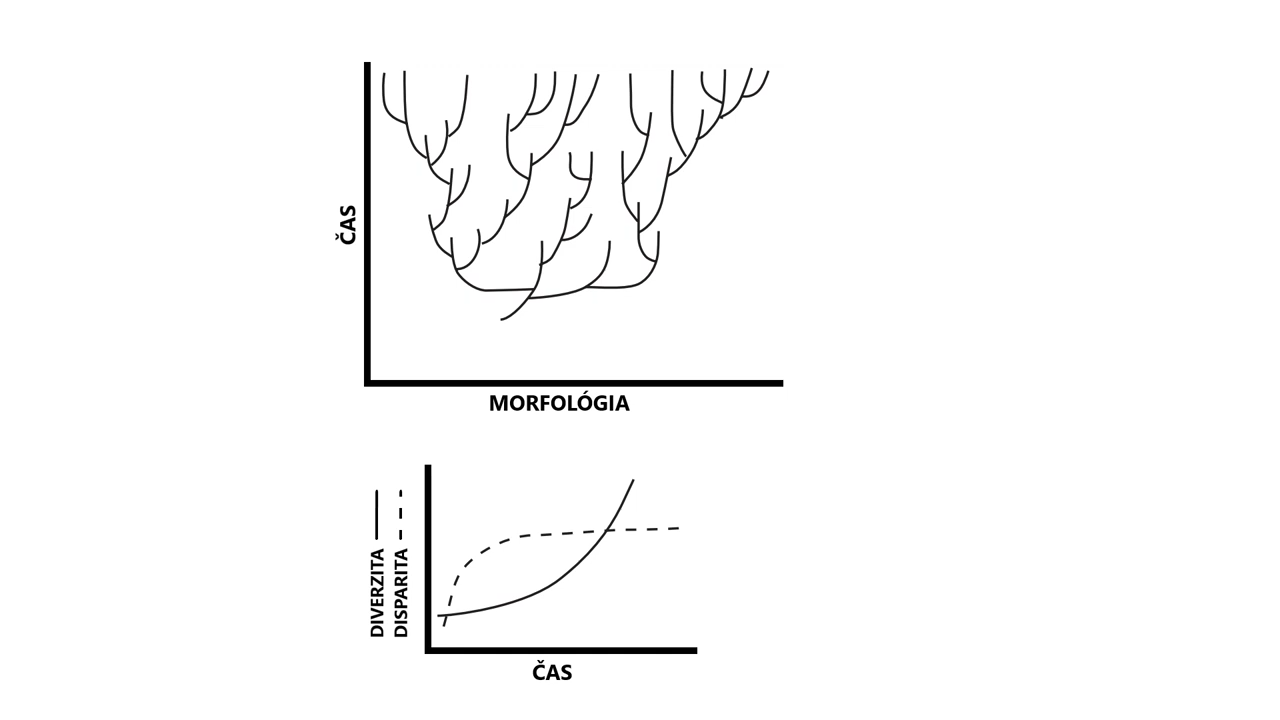 ČAS
MORFOLÓGIA
DIVERZITA
DISPARITA
ČAS